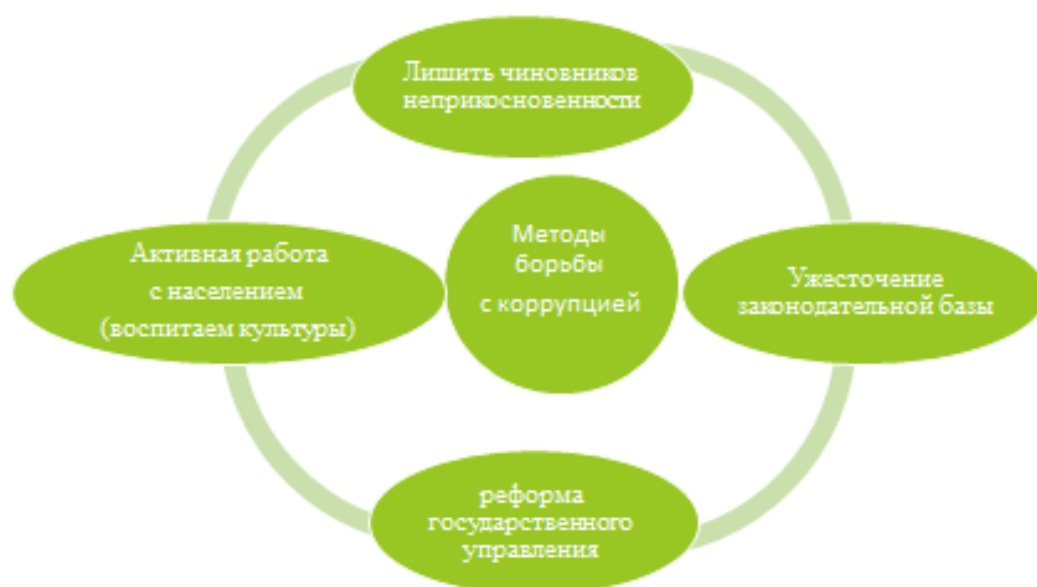 Лишить чиновников
неприкосновенности
Методы
борьбы
с коррупцией
Активная работа
с населением
(воспитаем культуры)
Ужесточение
законодательной базы
реформа
государственного
управления